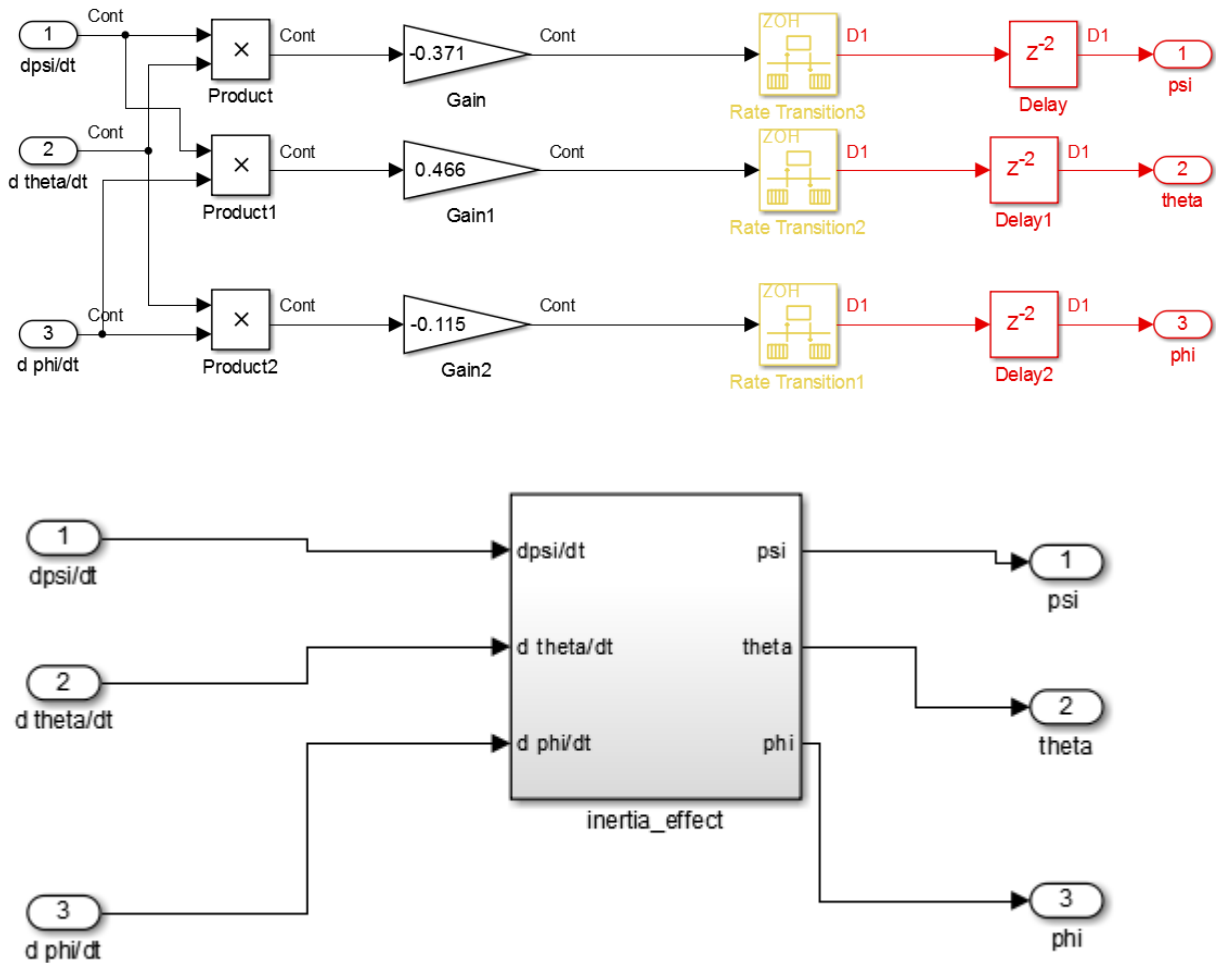 Cont
1
dpsi/dt
×
Product
Cont
-0.371
Gain
Cont
ZOH
Rate Transition3
D1
z-2
Delay
D1
1
psi
Cont
2
d theta/dt
×
Product1
Cont
0.466
Gain1
Cont
ZOH
Rate Transition2
D1
z-2
Delay1
D1
2
theta
Cont
3
d phi/dt
×
Product2
Cont
-0.115
Gain2
Cont
ZOH
Rate Transition1
D1
z-2
Delay2
D1
3
phi
1
dpsi/dt
2
d theta/dt
3
d phi/dt
dpsi/dt
d theta/dt
d phi/dt
psi
theta
phi
inertia_effect
1
psi
2
theta
3
phi